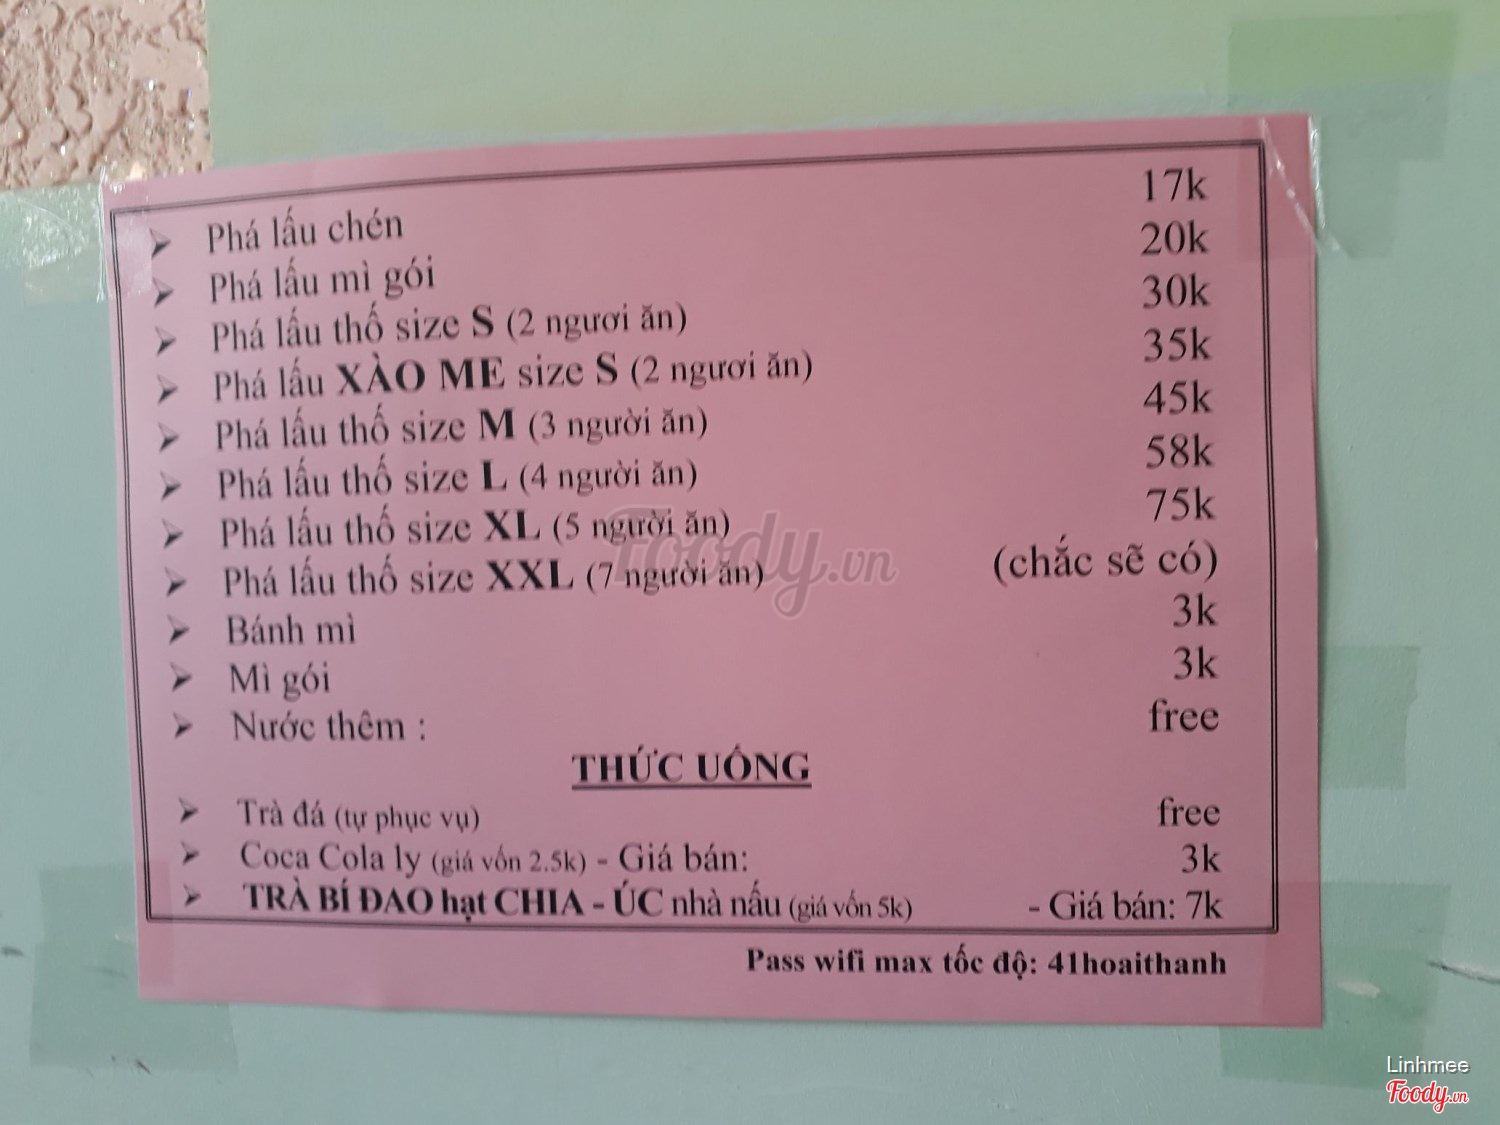 Phá lấu chén 17k
Phá lấu mì gói 20k
Phá lấu thố size S (2 ngươi ăn) 30k
Phá lấu XÀO ME size S (2 ngươi ăn) 35k
Phá lấu thố size M (3 người ăn) 45k
Phá lấu thố size L (4 người ăn) 58k
Phá lấu thố size XL (5 người ăn) 75k
Phá lấu thố size XXL (7 người ăn) (chắc sẽ có)
Bánh mì 3k
Mì gói 3k
Nước thêm : free
THỨC UỐNG
Trà đá (tự phục vụ) free
Coca Cola ly (giá vốn 2.5k) - Giá bán: 3k
TRÀ BÍ ĐAO hạt CHIA - ÚC nhà nấu (giá vốn 5k) - Giá bán: 7k
Pass wifi max tốc độ: 41hoaithanh
Foody.vn
Linhmee
Foody.vn